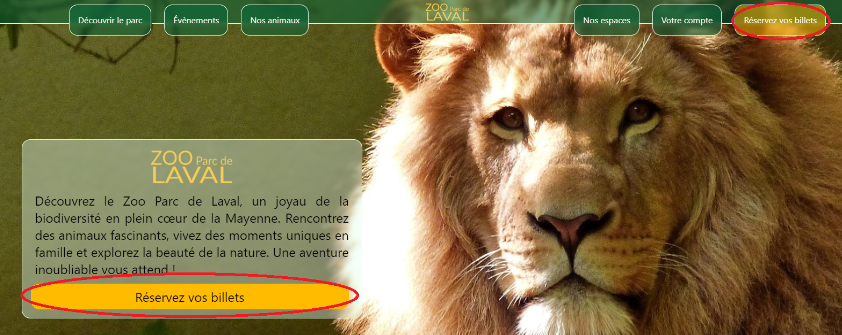 Découvrir le parc
Évènements
Nos animaux
ZOO Parc de
LAVAL
Nos espaces
Votre compte
Réservez vos billets
ZOO Parc de
LAVAL
Découvrez le Zoo Parc de Laval, un joyau de la
biodiversité en plein cœur de la Mayenne. Rencontrez
des animaux fascinants, vivez des moments uniques en
famille et explorez la beauté de la nature. Une aventure
inoubliable vous attend !
Réservez vos billets